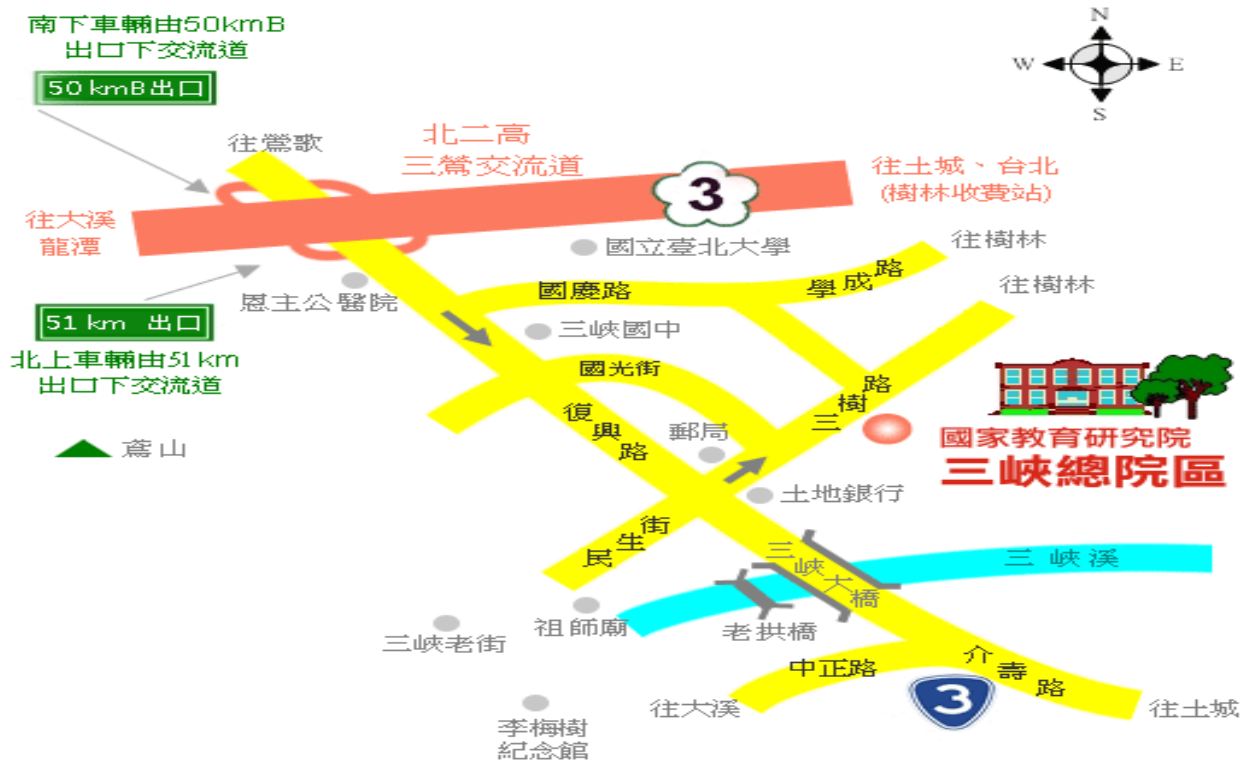 南下車輛由50kmB
出口下交流道
50 kmB出口
N
W
E
S
往鶯歌
北二高
三鶯交流道
3
往土城、台北
(樹林收費站)
往大溪
龍潭
國立臺北大學
往樹林
恩主公醫院
國慶路
學成路
往樹林
51 km 出口
北上車輛由51km
出口下交流道
三峽國中
國光街
復興路
三樹路
郵局
鳶山
國家教育研究院
三峽總院區
土地銀行
民生街
三峽大橋
三峽溪
祖師廟
老拱橋
三峽老街
中正路
介壽路
3
往大溪
往土城
李梅樹
紀念館